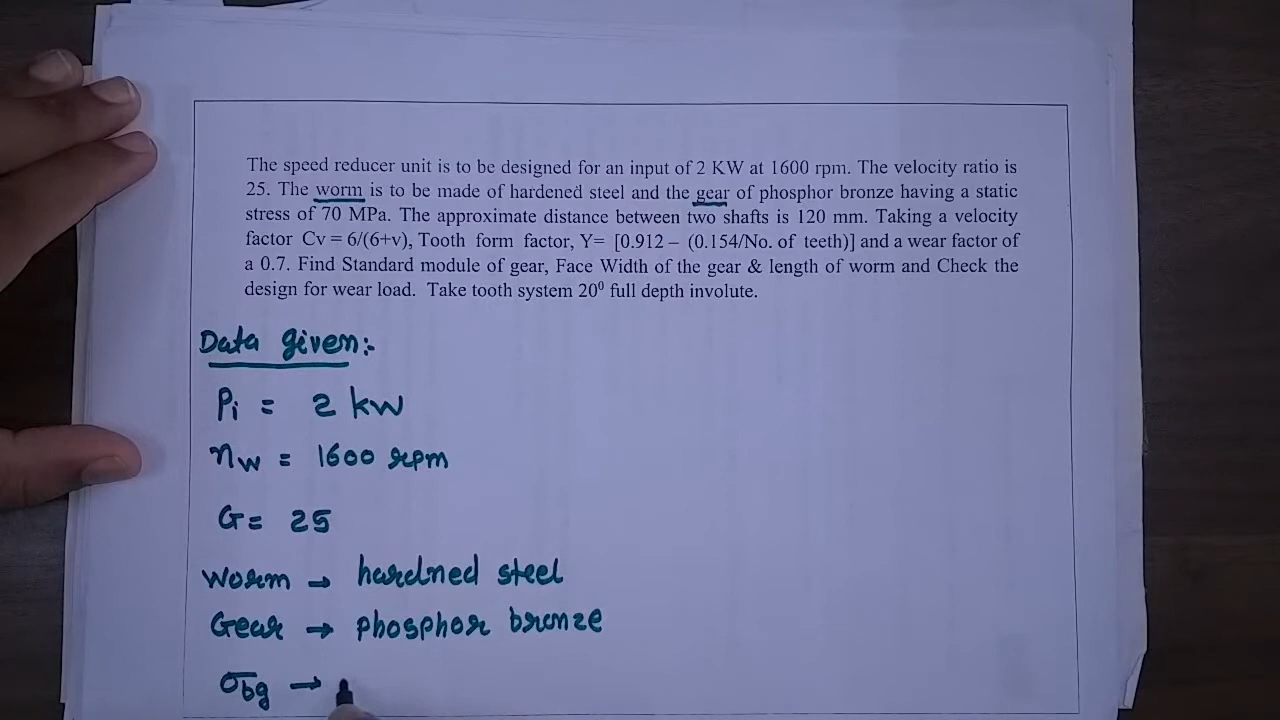 The speed reducer unit is to be designed for an input of 2 KW at 1600 rpm. The velocity ratio is
25. The worm is to be made of hardened steel and the gear of phosphor bronze having a static
stress of 70 MPa. The approximate distance between two shafts is 120 mm. Taking a velocity
factor Cv = 6/(6+v), Tooth form factor, Y= [0.912 – (0.154/No. of teeth)] and a wear factor of
a 0.7. Find Standard module of gear, Face Width of the gear & length of worm and Check the
design for wear load. Take tooth system 20⁰ full depth involute.
Data given:-
Pi = 2 kw
nw = 1600 rpm
G = 25
Worm → hardned steel
Gear → phosphor bronze
σbg →